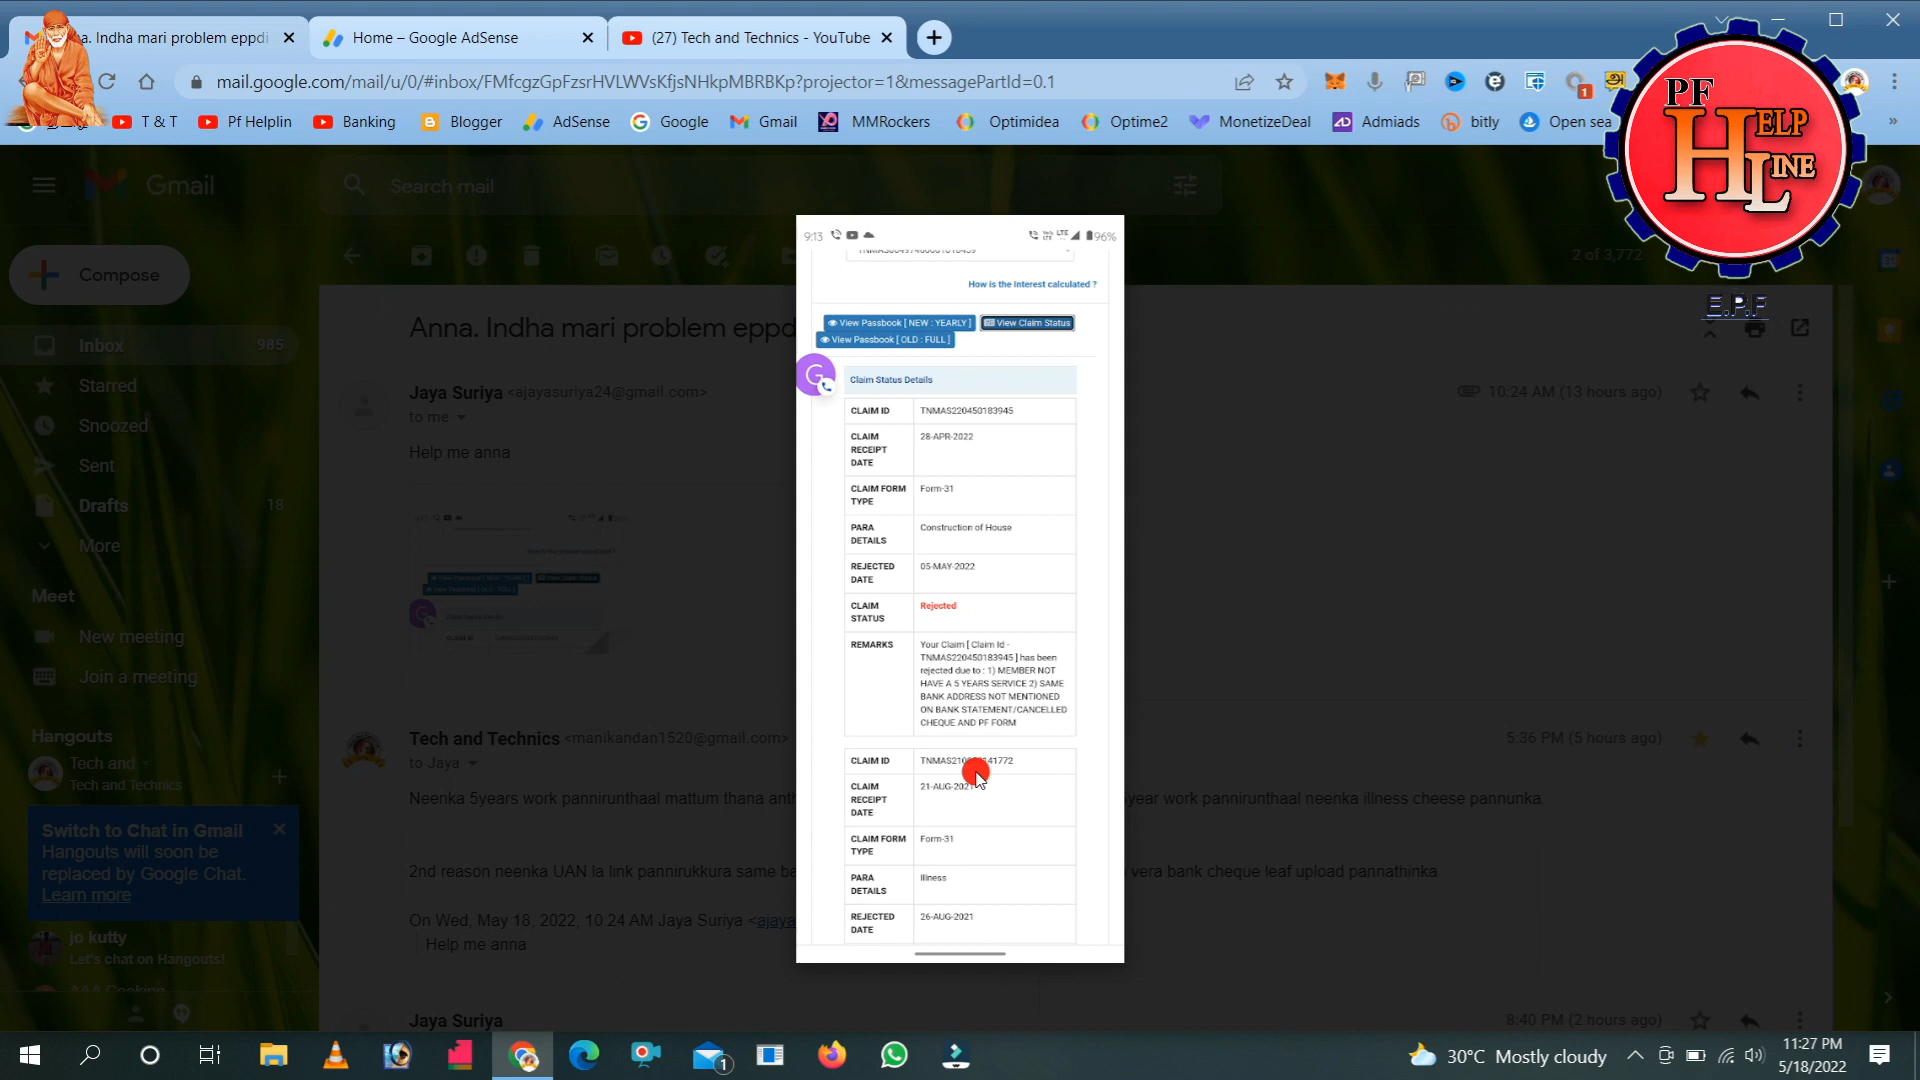 a. Indha mari problem eppdi
Home – Google AdSense
(27) Tech and Technics - YouTube
mail.google.com/mail/u/0/#inbox/FMfcgzGpFzsrHVLWVsKfjsNHkpMBRBKp?projector=1&messagePartId=0.1
1
T & T
Pf Helplin
Banking
Blogger
AdSense
Google
Gmail
MMRockers
Optimidea
Optime2
MonetizeDeal
Admiads
bitly
Open sea
»
PF
HELP
LINE
E.P.F
Gmail
Search mail
Compose
2 of 3,772
Inbox 985
Starred
Snoozed
Sent
Drafts 18
More
Meet
New meeting
Join a meeting
Hangouts
Tech and
Tech and Technics
Switch to Chat in Gmail
Hangouts will soon be
replaced by Google Chat.
Learn more
jo kutty
Let's chat on Hangouts!
AAA Cooking
Anna. Indha mari problem eppd
Jaya Suriya <ajayasuriya24@gmail.com>
10:24 AM (13 hours ago)
to me
Help me anna
Tech and Technics <manikandan1520@gmail.com>
5:36 PM (5 hours ago)
to Jaya
Neenka 5years work pannirunthaal mattum thana anth
year work pannirunthaal neenka illness cheese pannunka.
2nd reason neenka UAN la link pannirukkura same ba
vera bank cheque leaf upload pannathinka
On Wed, May 18, 2022, 10:24 AM Jaya Suriya <ajaya
Help me anna
Jaya Suriya
8:40 PM (2 hours ago)
9:13
LTE
96%
How is the Interest calculated ?
View Passbook [ NEW : YEARLY ]
View Claim Status
View Passbook [ OLD : FULL ]
G
Claim Status Details
CLAIM ID TNMAS220450183945
CLAIM RECEIPT DATE 28-APR-2022
CLAIM FORM TYPE Form-31
PARA DETAILS Construction of House
REJECTED DATE 05-MAY-2022
CLAIM STATUS Rejected
REMARKS Your Claim [ Claim Id -
TNMAS220450183945 ] has been
rejected due to : 1) MEMBER NOT
HAVE A 5 YEARS SERVICE 2) SAME
BANK ADDRESS NOT MENTIONED
ON BANK STATEMENT/CANCELLED
CHEQUE AND PF FORM
CLAIM ID
CLAIM RECEIPT DATE 21-AUG-2021
CLAIM FORM TYPE Form-31
PARA DETAILS Illness
REJECTED DATE 26-AUG-2021
1
30°C Mostly cloudy
11:27 PM
5/18/2022